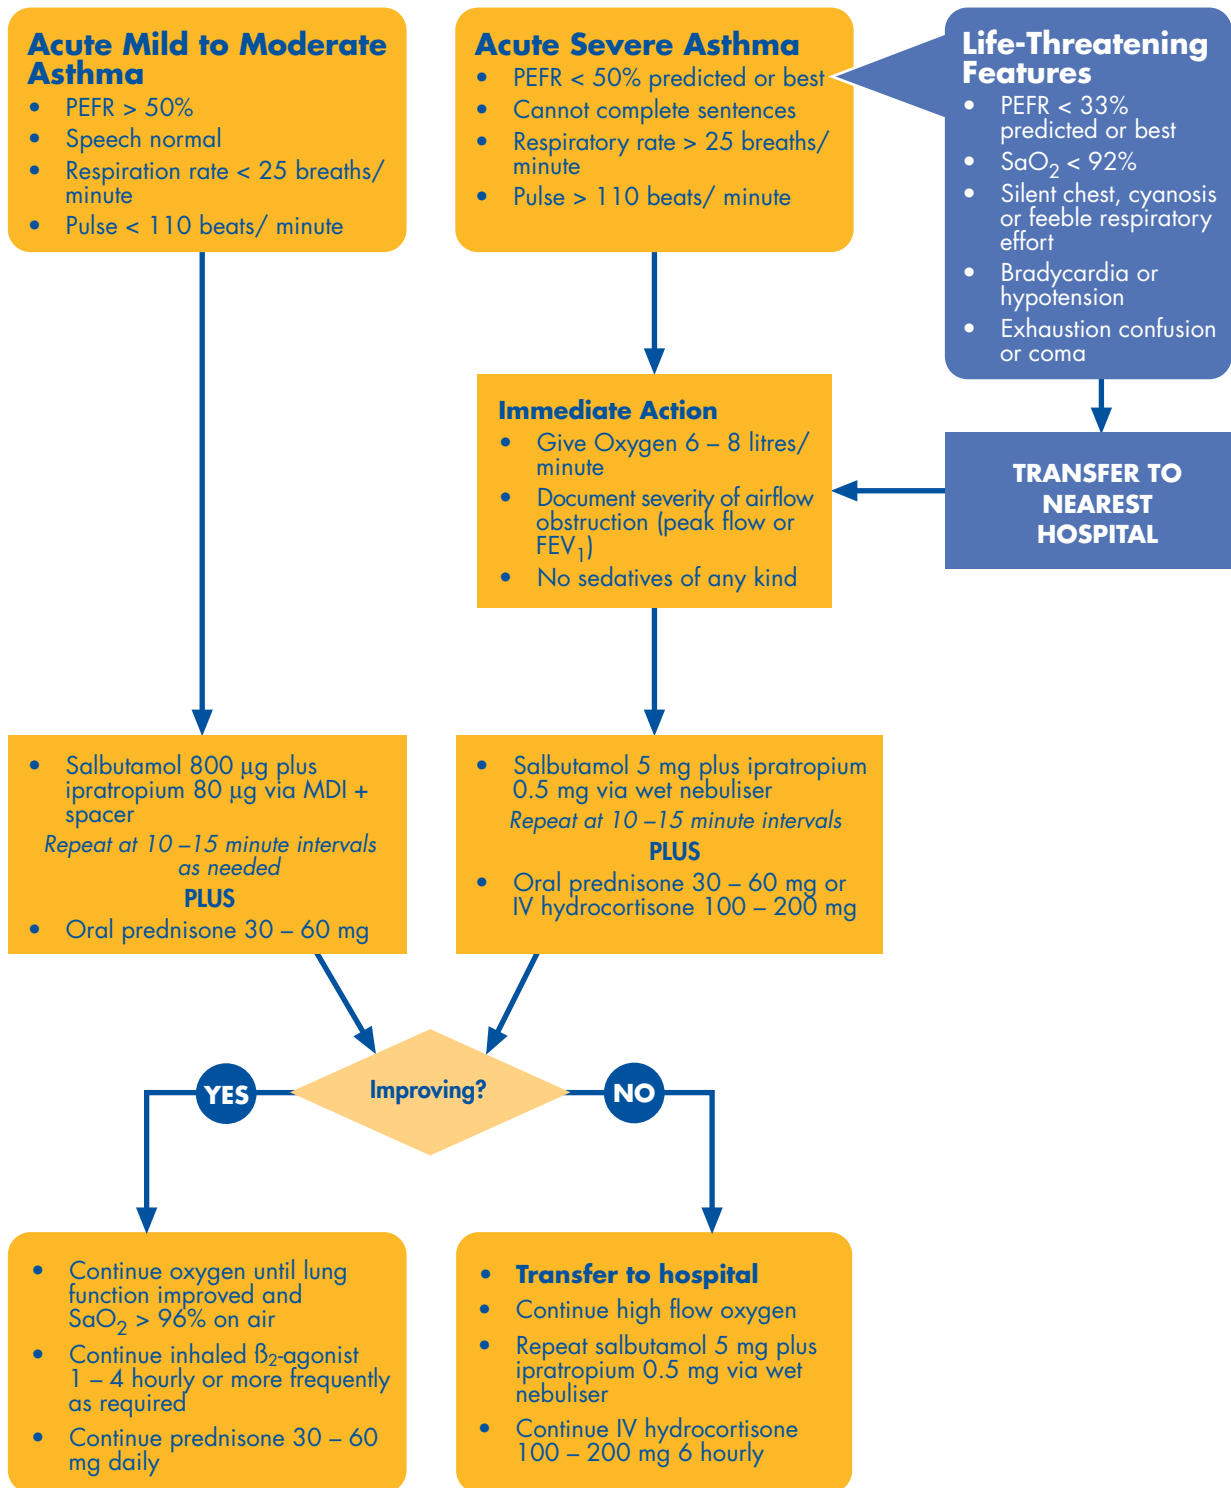 Acute Mild to Moderate
Asthma
• PEFR > 50%
• Speech normal
• Respiration rate < 25 breaths/
minute
• Pulse < 110 beats/ minute
Acute Severe Asthma
• PEFR < 50% predicted or best
• Cannot complete sentences
• Respiratory rate > 25 breaths/
minute
• Pulse > 110 beats/ minute
Life-Threatening
Features
• PEFR < 33%
predicted or best
• SaO₂ < 92%
• Silent chest, cyanosis
or feeble respiratory
effort
• Bradycardia or
hypotension
• Exhaustion confusion
or coma
Immediate Action
• Give Oxygen 6 – 8 litres/
minute
• Document severity of airflow
obstruction (peak flow or
FEV₁)
• No sedatives of any kind
TRANSFER TO
NEAREST
HOSPITAL
• Salbutamol 800 µg plus
ipratropium 80 µg via MDI +
spacer
Repeat at 10 –15 minute intervals
as needed
PLUS
• Oral prednisone 30 – 60 mg
• Salbutamol 5 mg plus ipratropium
0.5 mg via wet nebuliser
Repeat at 10 –15 minute intervals
PLUS
• Oral prednisone 30 – 60 mg or
IV hydrocortisone 100 – 200 mg
Improving?
YES
NO
• Continue oxygen until lung
function improved and
SaO₂ > 96% on air
• Continue inhaled ß₂-agonist
1 – 4 hourly or more frequently
as required
• Continue prednisone 30 – 60
mg daily
• Transfer to hospital
• Continue high flow oxygen
• Repeat salbutamol 5 mg plus
ipratropium 0.5 mg via wet
nebuliser
• Continue IV hydrocortisone
100 – 200 mg 6 hourly